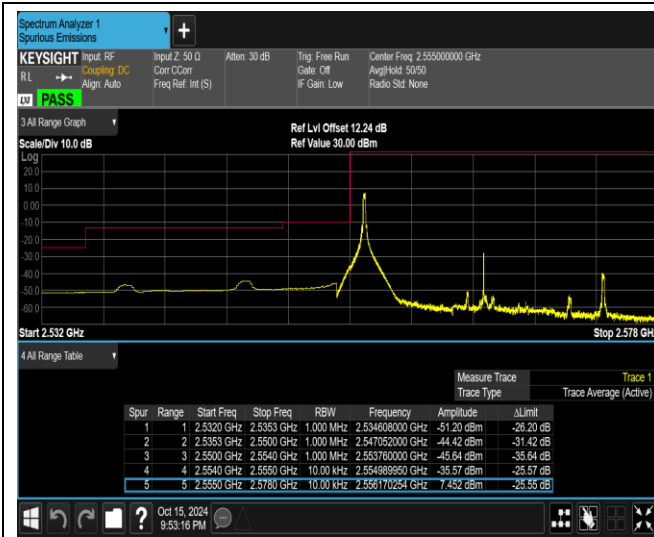 Spectrum Analyzer 1
Spurious Emissions
+
KEYSIGHT Input: RF Input Z: 50 Ω Atten: 30 dB Trig: Free Run Center Freq: 2.555000000 GHz
R L Coupling: DC Corr CCorr Gate: Off Avg|Hold: 50/50
Align: Auto Freq Ref: Int (S) IF Gain: Low Radio Std: None
LXI PASS
3 All Range Graph
Ref Lvl Offset 12.24 dB
Scale/Div 10.0 dB Ref Value 30.00 dBm
Log
20.0
10.0
0.00
-10.0
-20.0
-30.0
-40.0
-50.0
-60.0
Start 2.532 GHz Stop 2.578 GH
4 All Range Table
Measure Trace Trace 1
Trace Type Trace Average (Active)
Spur Range Start Freq Stop Freq RBW Frequency Amplitude ΔLimit
1 1 2.5320 GHz 2.5353 GHz 1.000 MHz 2.534608000 GHz -51.20 dBm -26.20 dB
2 2 2.5353 GHz 2.5500 GHz 1.000 MHz 2.547052000 GHz -44.42 dBm -31.42 dB
3 3 2.5500 GHz 2.5540 GHz 1.000 MHz 2.553760000 GHz -45.64 dBm -35.64 dB
4 4 2.5540 GHz 2.5550 GHz 10.00 kHz 2.554989950 GHz -35.57 dBm -25.57 dB
5 5 2.5550 GHz 2.5780 GHz 10.00 kHz 2.556170254 GHz 7.452 dBm -25.55 dB
? Oct 15, 2024
9:53:16 PM